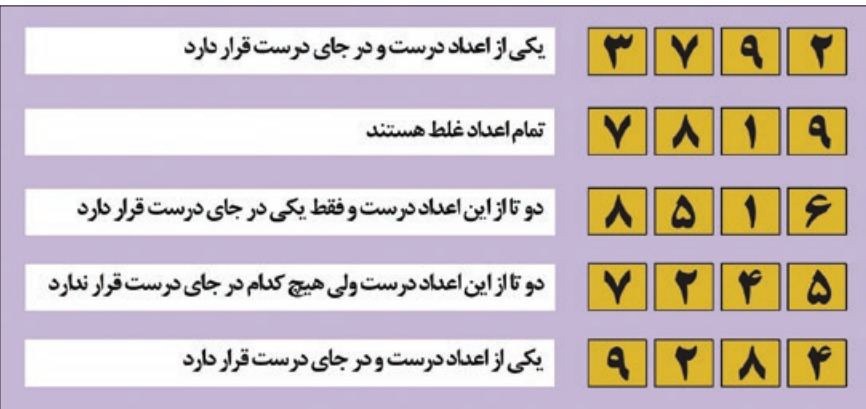 یکی از اعداد درست و در جای درست قرار دارد ۳ ۷ ۹ ۲
تمام اعداد غلط هستند ۷ ۸ ۱ ۹
دو تا از این اعداد درست و فقط یکی در جای درست قرار دارد ۸ ۵ ۱ ۶
دو تا از این اعداد درست ولی هیچ کدام در جای درست قرار ندارد ۷ ۲ ۴ ۵
یکی از اعداد درست و در جای درست قرار دارد ۹ ۲ ۸ ۴